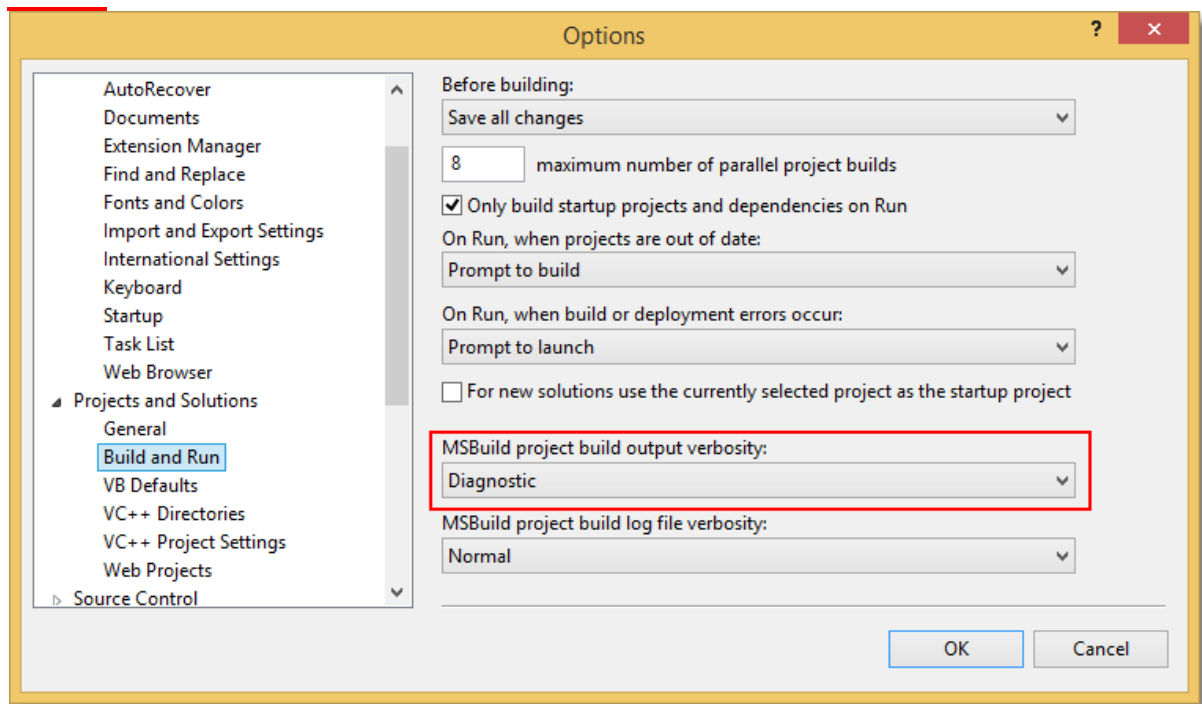 Options
?
AutoRecover
Documents
Extension Manager
Find and Replace
Fonts and Colors
Import and Export Settings
International Settings
Keyboard
Startup
Task List
Web Browser
Projects and Solutions
General
Build and Run
VB Defaults
VC++ Directories
VC++ Project Settings
Web Projects
Source Control
Before building:
Save all changes
8 maximum number of parallel project builds
Only build startup projects and dependencies on Run
On Run, when projects are out of date:
Prompt to build
On Run, when build or deployment errors occur:
Prompt to launch
For new solutions use the currently selected project as the startup project
MSBuild project build output verbosity:
Diagnostic
MSBuild project build log file verbosity:
Normal
OK
Cancel